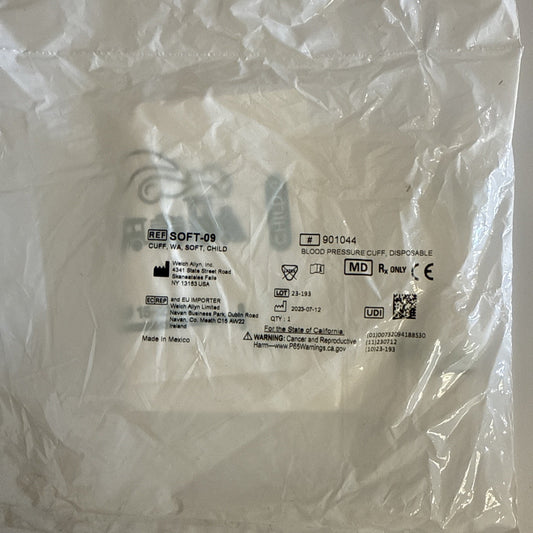 REF SOFT-09
CUFF, WA, SOFT, CHILD
# 901044
BLOOD PRESSURE CUFF, DISPOSABLE
Welch Allyn, Inc.
4341 State Street Road
Skaneateles Falls
NY 13153 USA
MD Rx ONLY CE
EC REP and EU IMPORTER
Welch Allyn Limited
Navan Business Park, Dublin Road
Navan, Co. Meath C15 AW22
Ireland
Made In Mexico
LOT 23-193
2023-07-12
QTY : 1
For the State of California
WARNING: Cancer and Reproductive
Harm—www.P65Warnings.ca.gov
UDI
(01)00732094188530
(11)230712
(10)23-193